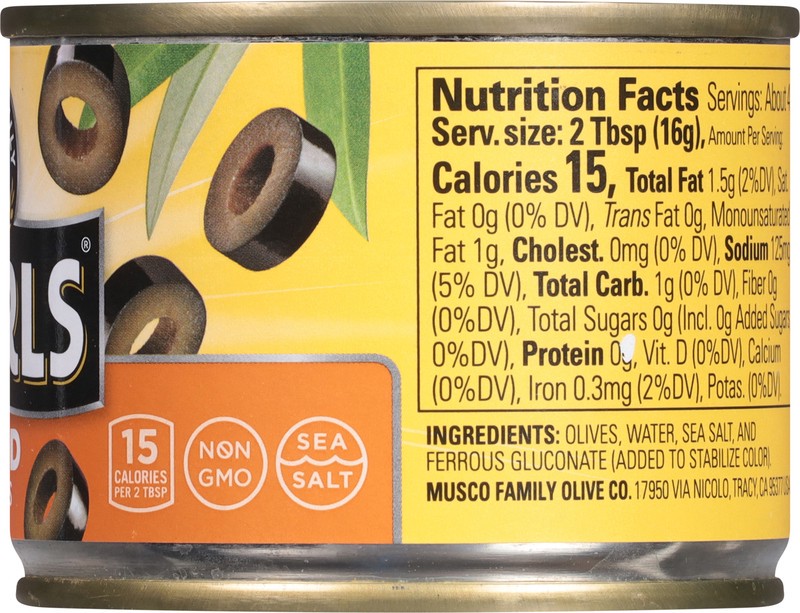 RLS®
D
S
15
CALORIES
PER 2 TBSP
NON
GMO
SEA
SALT
Nutrition Facts Servings: About 4
Serv. size: 2 Tbsp (16g), Amount Per Serving
Calories 15, Total Fat 1.5g (2%DV), Sat.
Fat 0g (0% DV), Trans Fat 0g, Monounsaturated
Fat 1g, Cholest. 0mg (0% DV), Sodium 125mg
(5% DV), Total Carb. 1g (0% DV), Fiber 0g
(0%DV), Total Sugars 0g (Incl. 0g Added Sugars
0%DV), Protein 0g, Vit. D (0%DV), Calcium
(0%DV), Iron 0.3mg (2%DV), Potas. (0%DV).
INGREDIENTS: OLIVES, WATER, SEA SALT, AND
FERROUS GLUCONATE (ADDED TO STABILIZE COLOR).
MUSCO FAMILY OLIVE CO. 17950 VIA NICOLO, TRACY, CA 95377 USA